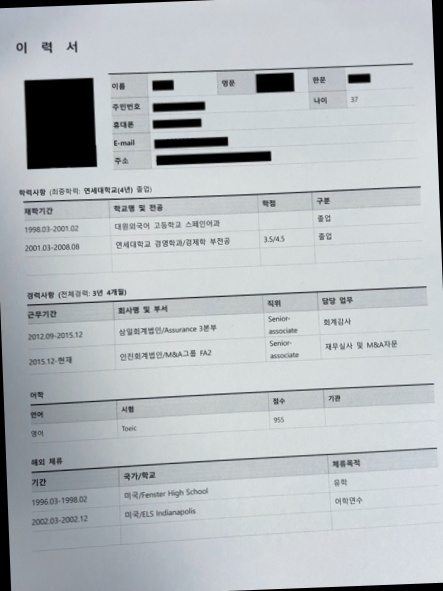 이 력 서
이름 영문 한문
주민번호 나이 37
휴대폰
E-mail
주소
학력사항 (최종학력: 연세대학교(4년) 졸업)
재학기간 학교명 및 전공 학점 구분
1998.03-2001.02 대원외국어 고등학교 스페인어과 졸업
2001.03-2008.08 연세대학교 경영학과/경제학 부전공 3.5/4.5 졸업
경력사항 (전체경력: 3년 4개월)
근무기간 회사명 및 부서 직위 담당 업무
2012.09-2015.12 삼일회계법인/Assurance 3본부 Senior-associate 회계감사
2015.12-현재 안진회계법인/M&A그룹 FA2 Senior-associate 재무실사 및 M&A자문
어학
언어 시험 점수 기관
영어 Toeic 955
해외 체류
기간 국가/학교 체류목적
1996.03-1998.02 미국/Fenster High School 유학
2002.03-2002.12 미국/ELS Indianapolis 어학연수